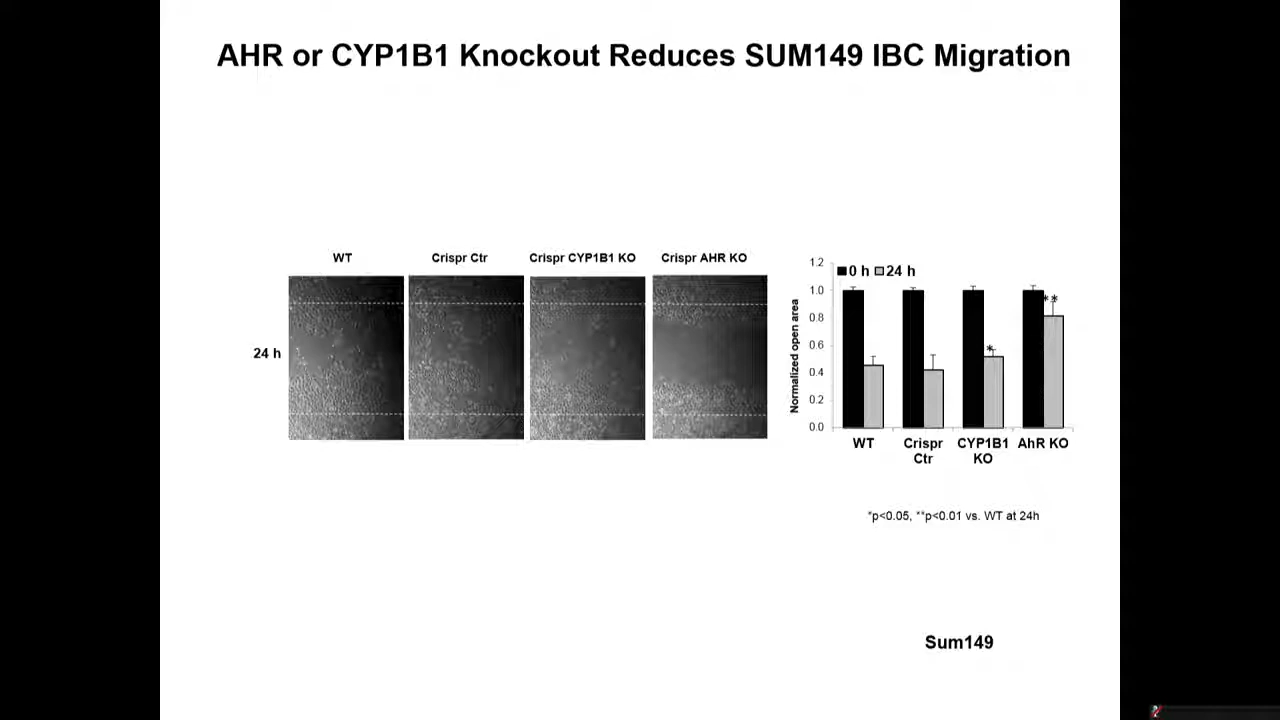 AHR or CYP1B1 Knockout Reduces SUM149 IBC Migration
WT
Crispr Ctr
Crispr CYP1B1 KO
Crispr AHR KO
24 h
Normalized open area
1.2
1.0
0.8
0.6
0.4
0.2
0.0
0 h
24 h
*
**
WT
Crispr
Ctr
CYP1B1
KO
AhR KO
*p<0.05, **p<0.01 vs. WT at 24h
Sum149